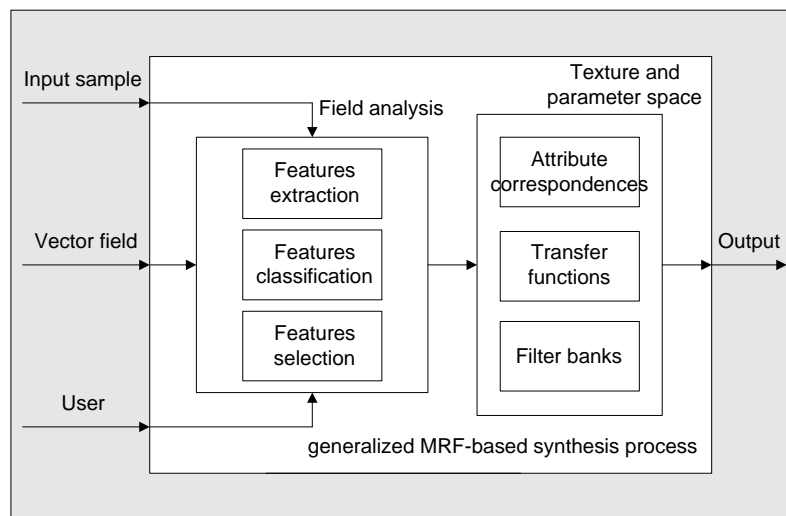 Input sample
Texture and
parameter space
Field analysis
Features
extraction
Attribute
correspondences
Vector field
Features
classification
Transfer
functions
Output
Features
selection
Filter banks
User
generalized MRF-based synthesis process